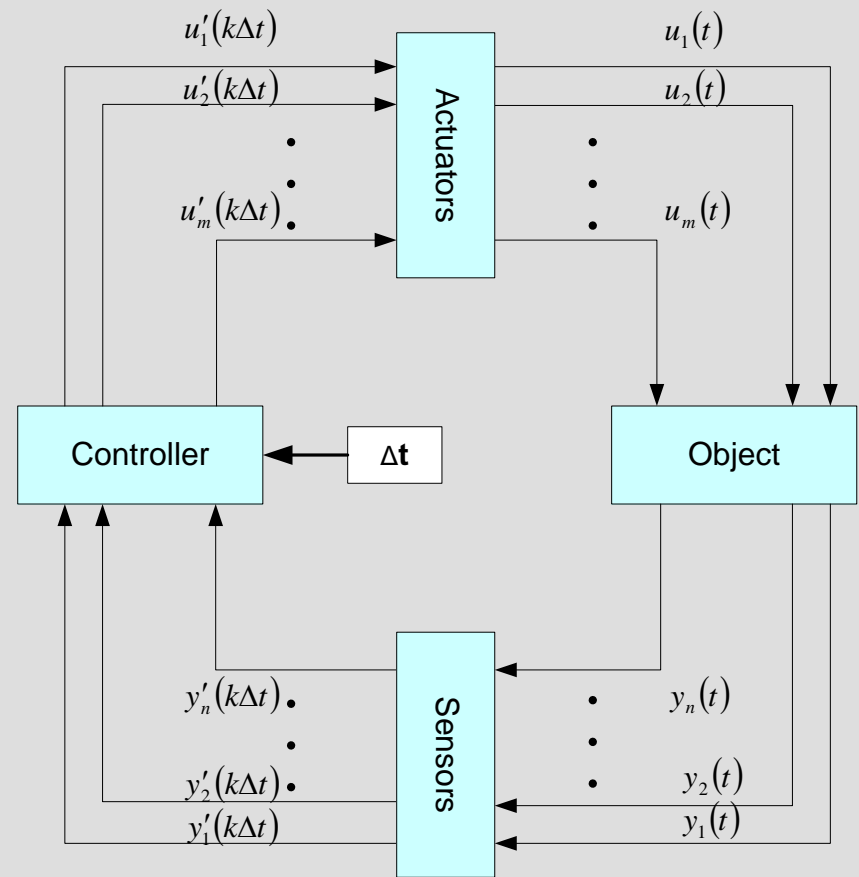 u′₁(kΔt) u₁(t)
u′₂(kΔt) u₂(t)
Actuators
u′ₘ(kΔt) uₘ(t)
Controller Δt Object
Sensors
y′ₙ(kΔt) yₙ(t)
y′₂(kΔt) y₂(t)
y′₁(kΔt) y₁(t)